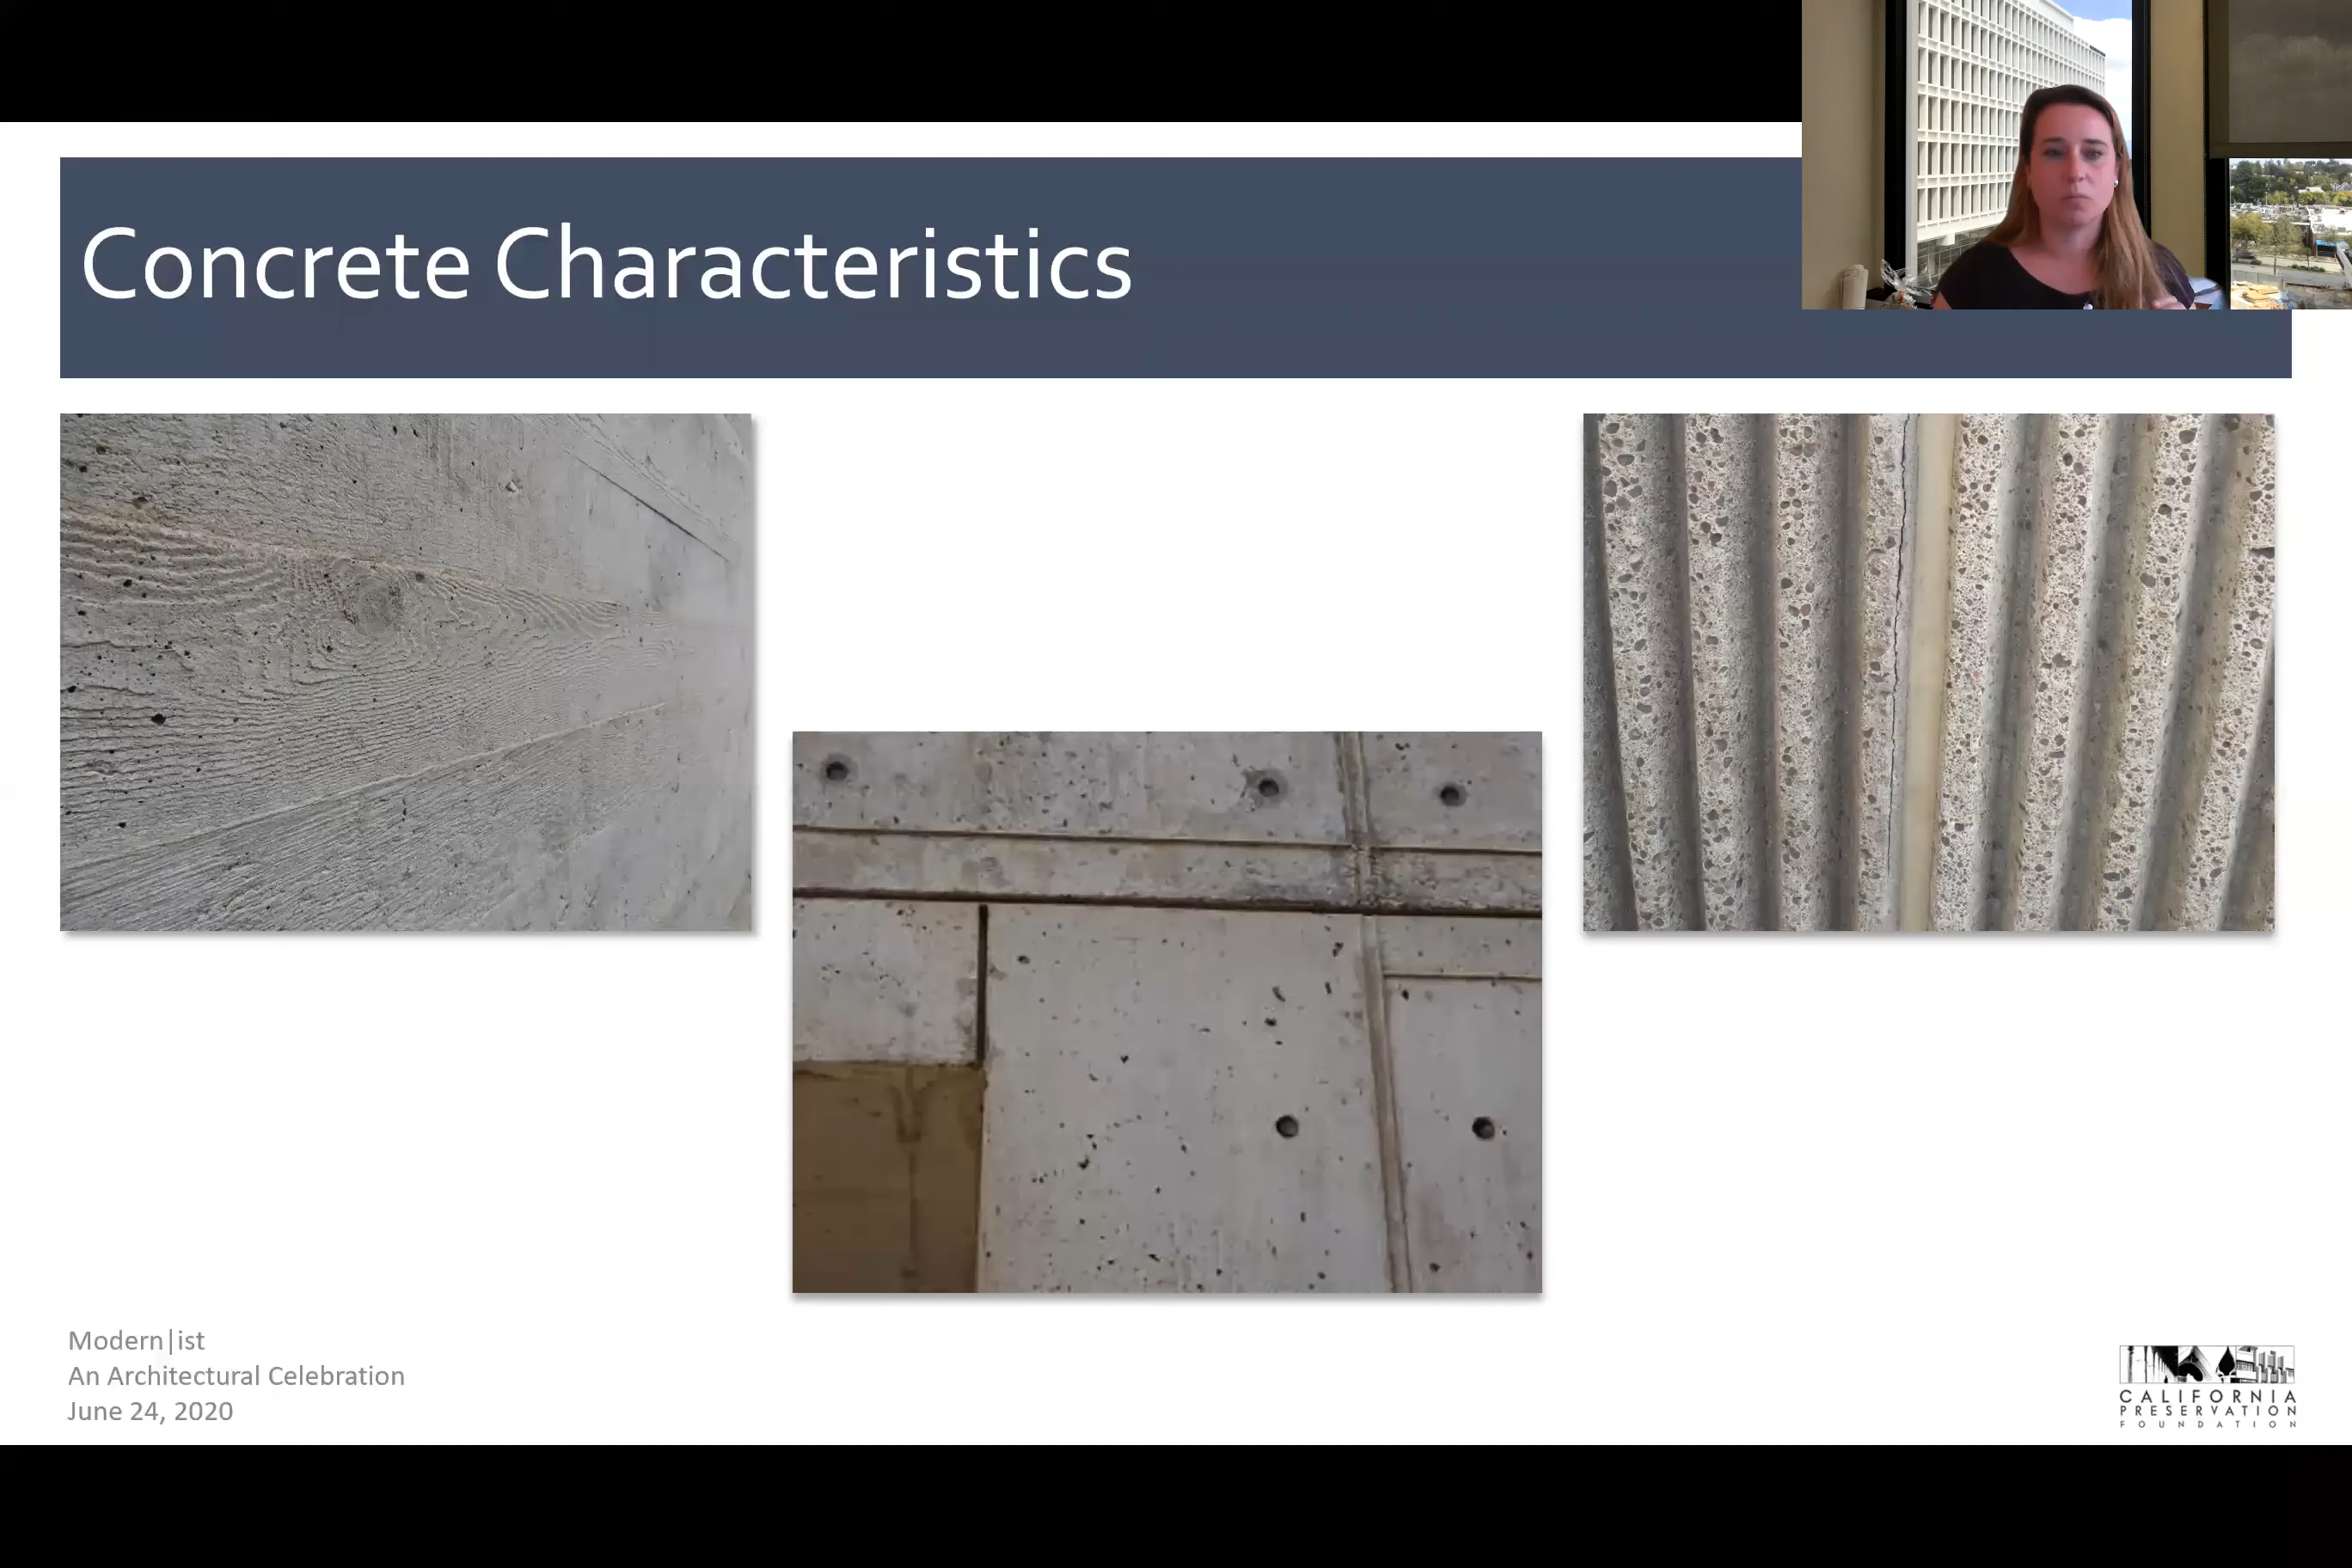 Concrete Characteristics
Modern|ist
An Architectural Celebration
June 24, 2020
CALIFORNIA
PRESERVATION
FOUNDATION